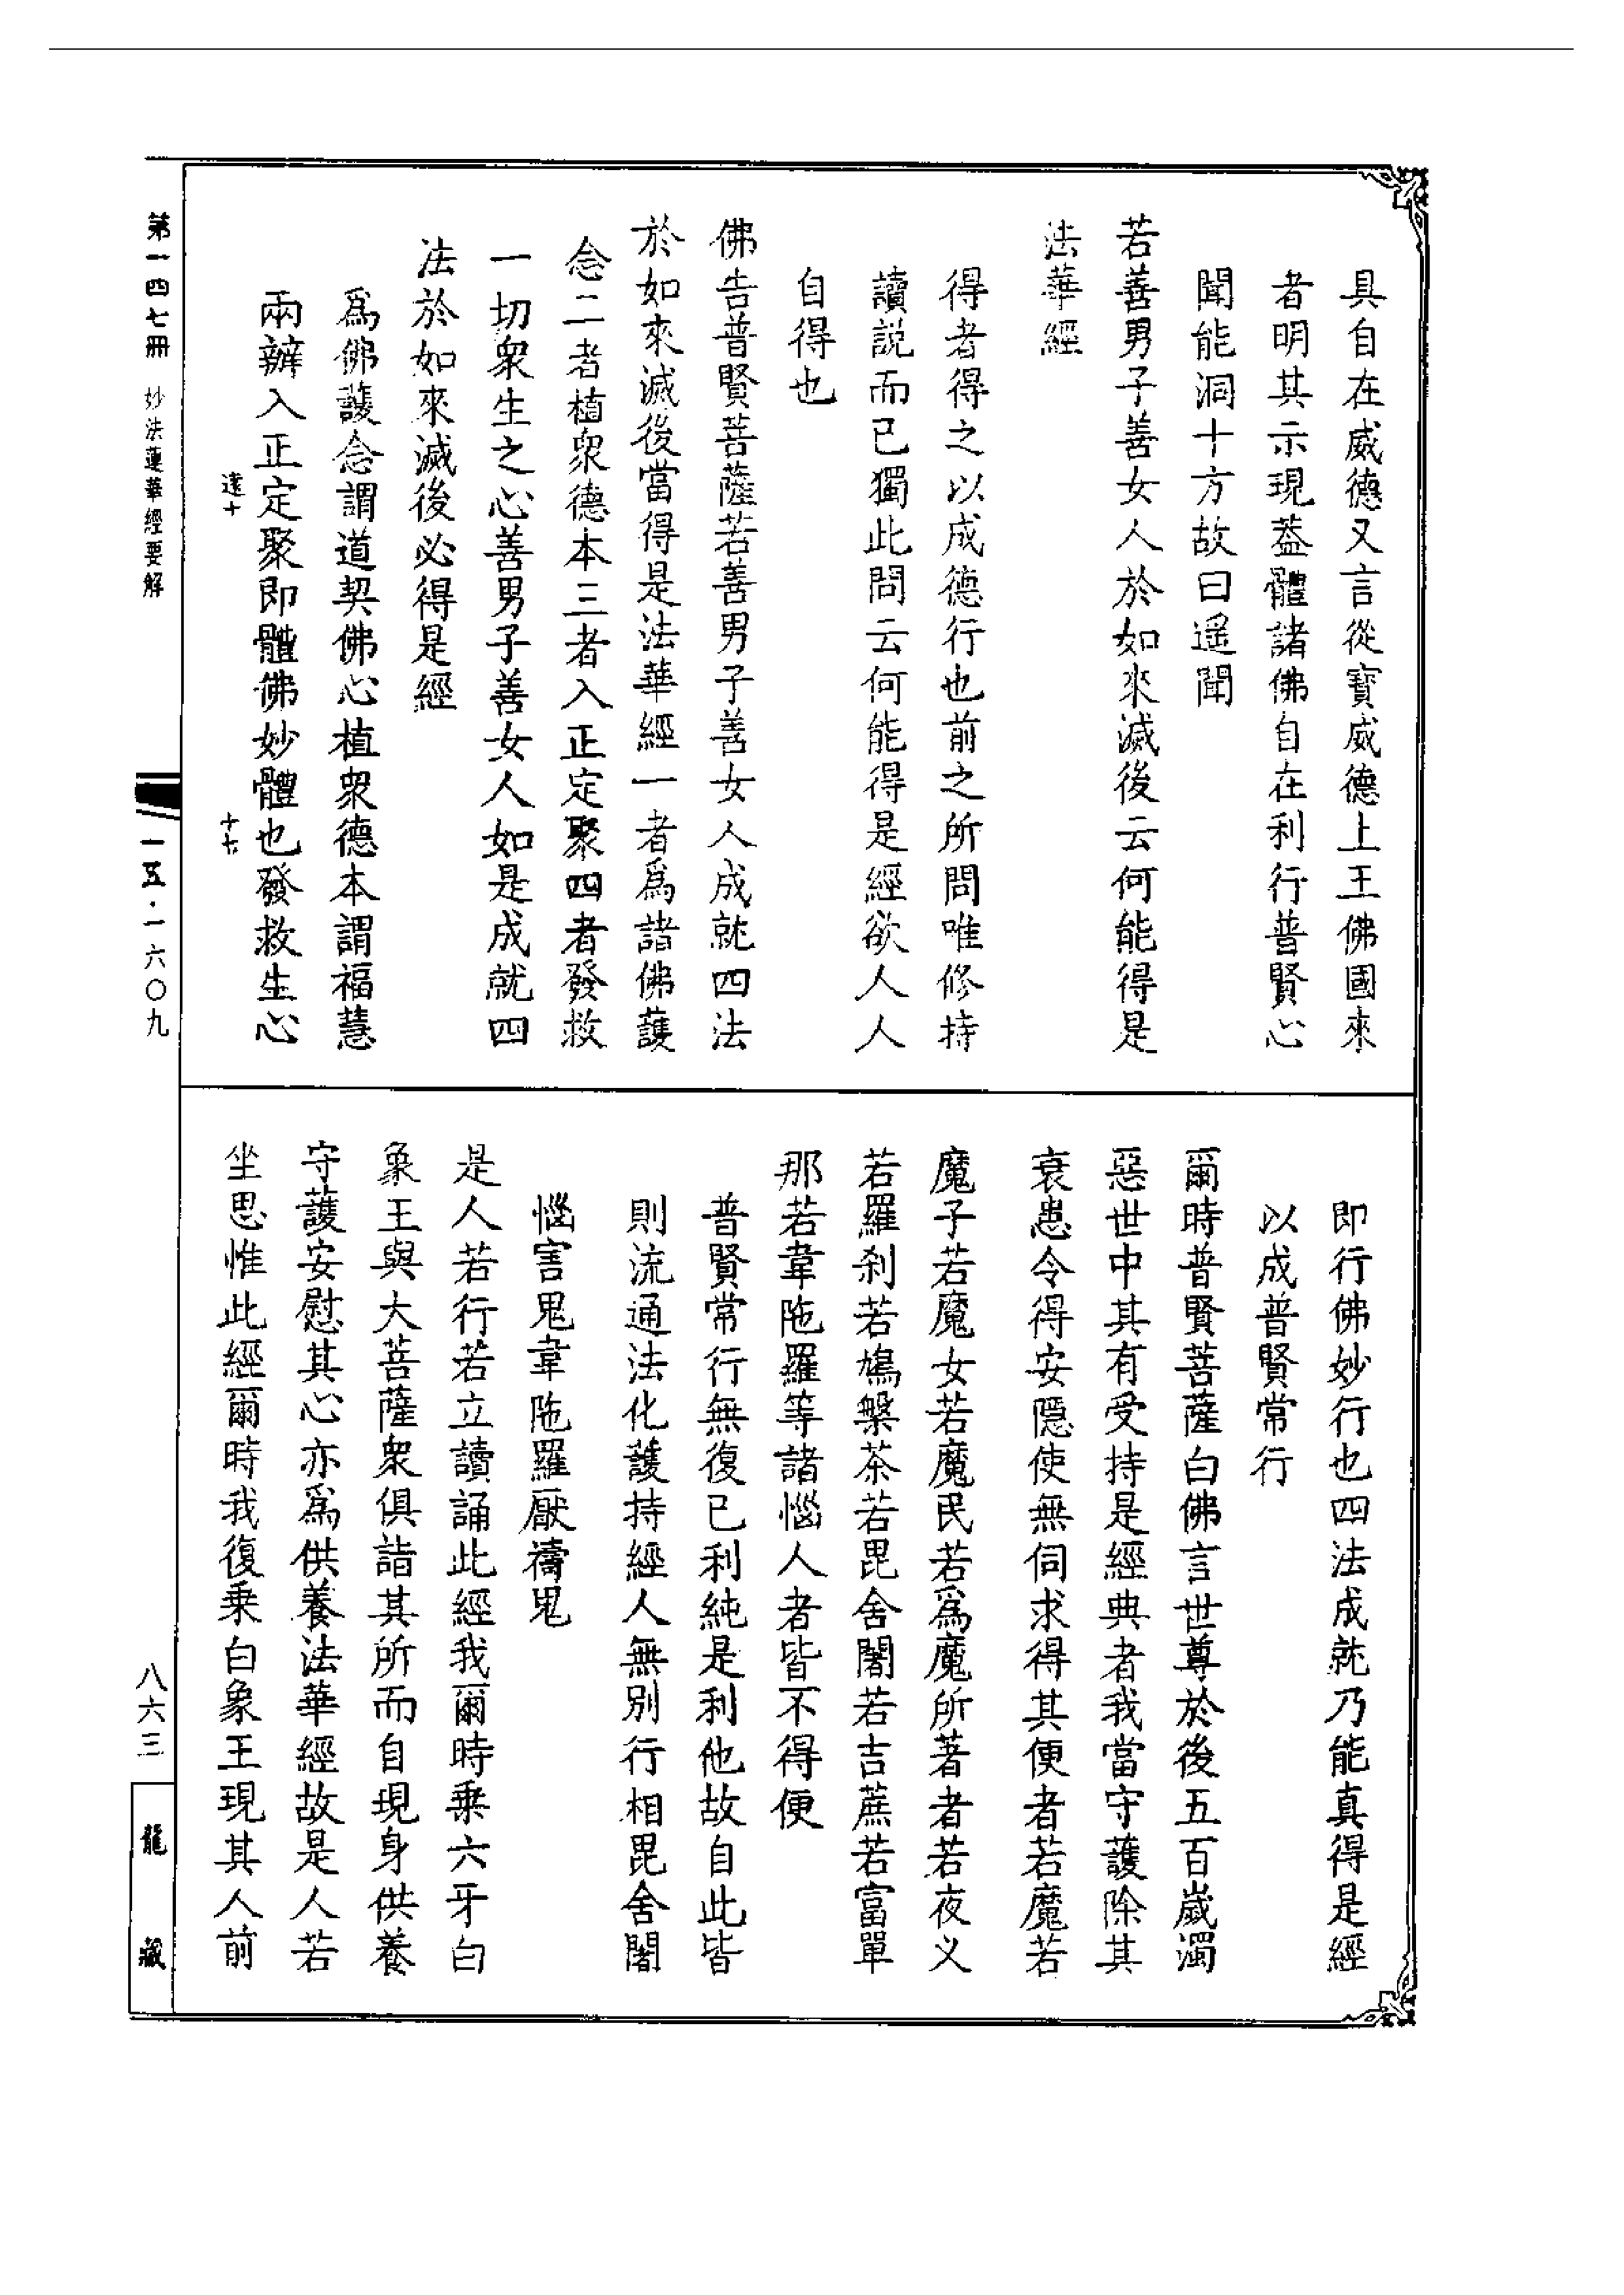 具自在威德又言從寶威德上王佛國來
者明其示現葢體諸佛自在利行普賢心
聞能洞十方故曰遥聞
若善男子善女人於如來滅後云何能得是
法華經
得者得之以成德行也前之所問唯修持
讀説而已獨此問云何能得是經欲人人
自得也
佛告普賢菩薩若善男子善女人成就四法
於如來滅後當得是法華經一者爲諸佛護
念二者植衆德本三者入正定聚四者發救
一切衆生之心善男子善女人如是成就四
法於如來滅後必得是經
爲佛護念謂道契佛心植衆德本謂福慧
兩辦入正定聚即體佛妙體也發救生心
即行佛妙行也四法成就乃能真得是經
以成普賢常行
爾時普賢菩薩白佛言世尊於後五百歲濁
惡世中其有受持是經典者我當守護除其
衰患令得安隱使無伺求得其便者若魔若
魔子若魔女若魔民若爲魔所著者若夜义
若羅刹若鳩槃茶若毘舍闍若吉蔗若富單
那若韋陁羅等諸惱人者皆不得便
普賢常行無復已利純是利他故自此皆
則流通法化護持經人無別行相毘舍闍
惱害鬼韋陁羅厭禱鬼
是人若行若立讀誦此經我爾時乗六牙白
象王與大菩薩衆俱詣其所而自現身供養
守護安慰其心亦爲供養法華經故是人若
坐思惟此經爾時我復乗白象王現其人前
第一四七冊 妙法蓮華經要解
一五·一六〇九
八六三
龍藏